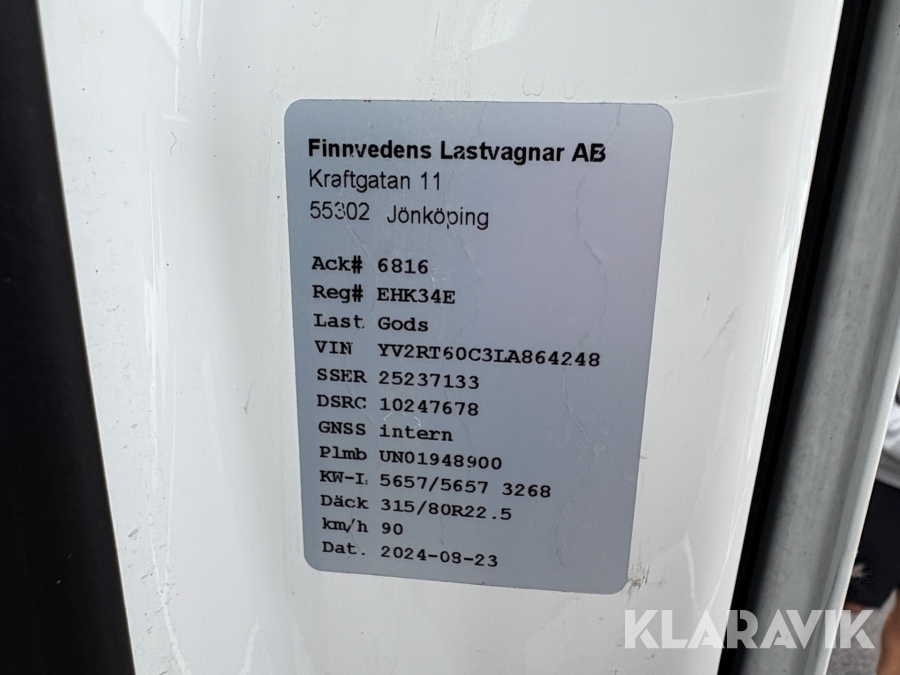 Finnvedens Lastvagnar AB
Kraftgatan 11
55302 Jönköping
Ack# 6816
Reg# EHK34E
Last Gods
VIN YV2RT60C3LA864248
SSER 25237133
DSRC 10247678
GNSS intern
Plmb UN01948900
KW-L 5657/5657 3268
Däck 315/80R22.5
km/h 90
Dat. 2024-08-23
KLARAVIK